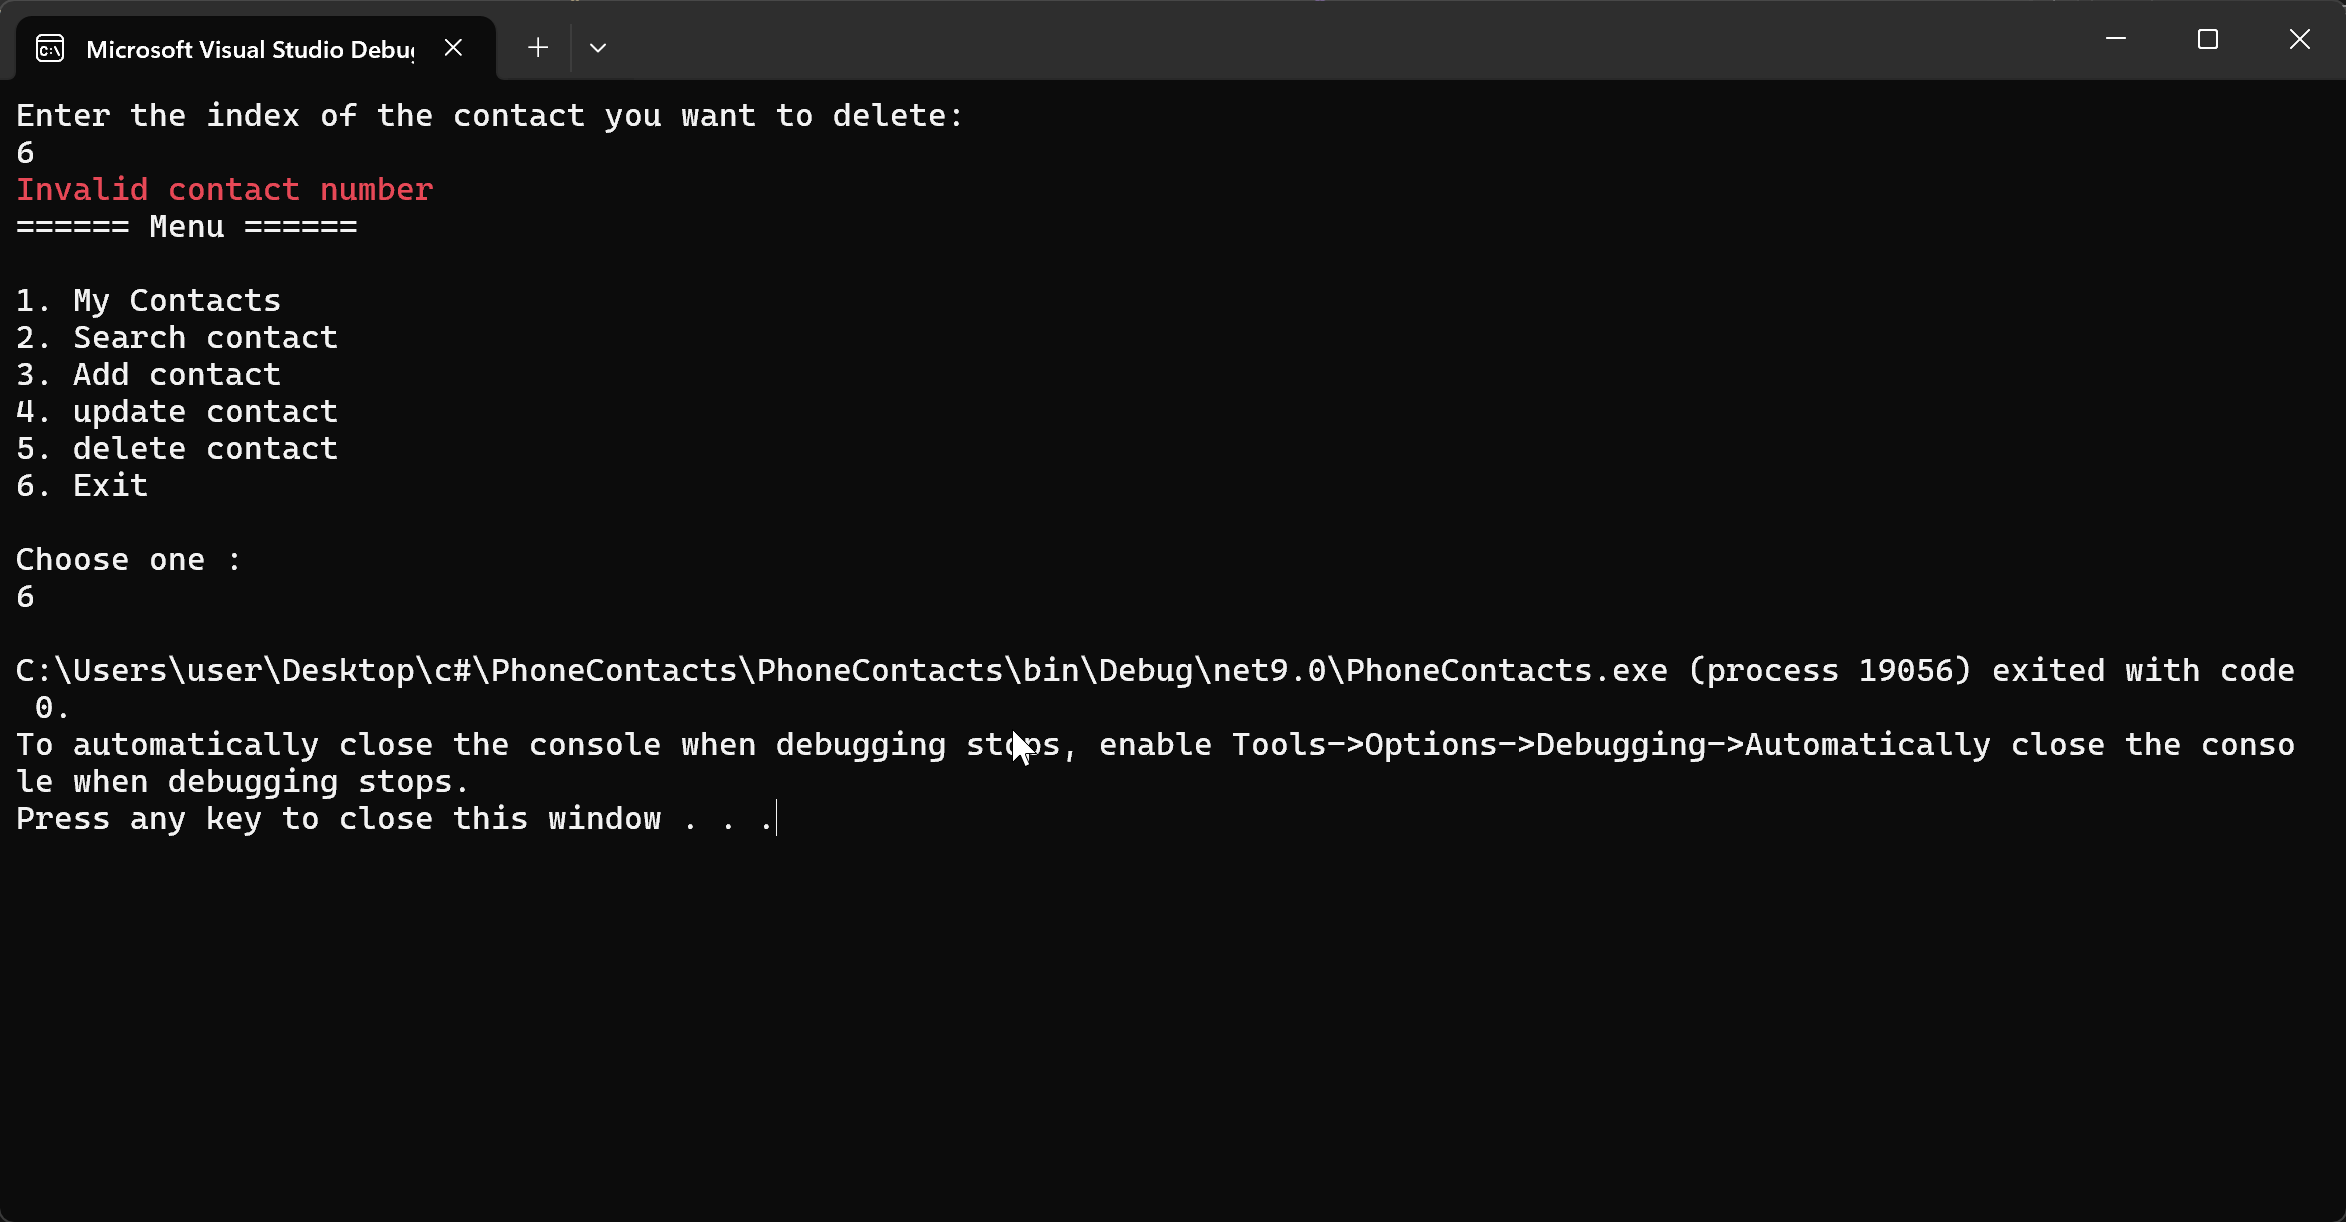 Microsoft Visual Studio Debug
Enter the index of the contact you want to delete:
6
Invalid contact number
====== Menu ======
1. My Contacts
2. Search contact
3. Add contact
4. update contact
5. delete contact
6. Exit
Choose one :
6
C:\Users\user\Desktop\c#\PhoneContacts\PhoneContacts\bin\Debug\net9.0\PhoneContacts.exe (process 19056) exited with code
0.
To automatically close the console when debugging stops, enable Tools->Options->Debugging->Automatically close the conso
le when debugging stops.
Press any key to close this window . . .